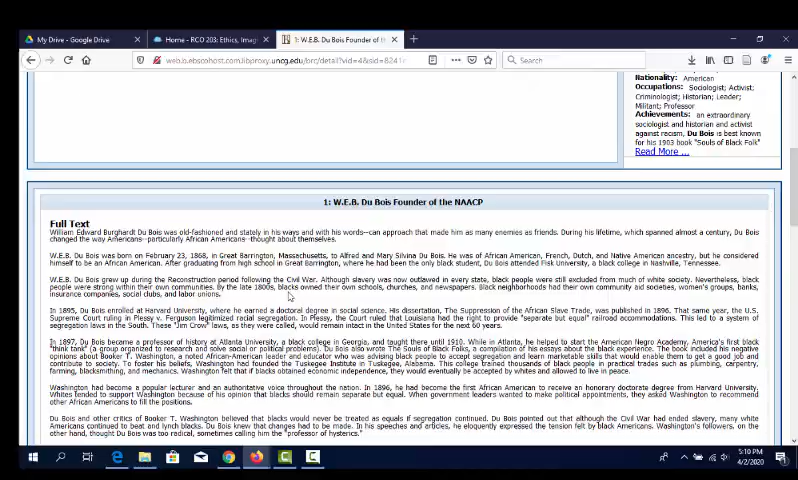 My Drive - Google Drive
Home - RCO 203: Ethics, Imag
1: W.E.B. Du Bois Founder of th
web.b.ebscohost.com.libproxy.uncg.edu/brc/detail?vid=4&sid=8241
Search
Nationality: American
Occupations: Sociologist; Activist;
Criminologist; Historian; Leader;
Militant; Professor
Achievements: an extraordinary
sociologist and historian and activist
against racism, Du Bois is best known
for his 1903 book "Souls of Black Folk"
Read More ...
1: W.E.B. Du Bois Founder of the NAACP
Full Text
William Edward Burghardt Du Bois was old-fashioned and stately in his ways and with his words--can approach that made him as many enemies as friends. During his lifetime, which spanned almost a century, Du Bois
changed the way Americans--particularly African Americans--thought about themselves.
W.E.B. Du Bois was born on February 23, 1868, in Great Barrington, Massachusetts, to Alfred and Mary Silvina Du Bois. He was of African American, French, Dutch, and Native American ancestry, but he considered
himself to be an African American. After graduating from high school in Great Barrington, where he had been the only black student, Du Bois attended Fisk University, a black college in Nashville, Tennessee.
W.E.B. Du Bois grew up during the Reconstruction period following the Civil War. Although slavery was now outlawed in every state, black people were still excluded from much of white society. Nevertheless, black
people were strong within their own communities. By the late 1800s, blacks owned their own schools, churches, and newspapers. Black neighborhoods had their own community aid societies, women's groups, banks,
insurance companies, social clubs, and labor unions.
In 1895, Du Bois enrolled at Harvard University, where he earned a doctoral degree in social science. His dissertation, The Suppression of the African Slave Trade, was published in 1896. That same year, the U.S.
Supreme Court ruling in Plessy v. Ferguson legitimized racial segregation. In Plessy, the Court ruled that Louisiana had the right to provide "separate but equal" railroad accommodations. This led to a system of
segregation laws in the South. These "Jim Crow" laws, as they were called, would remain intact in the United States for the next 60 years.
In 1897, Du Bois became a professor of history at Atlanta University, a black college in Georgia, and taught there until 1910. While in Atlanta, he helped to start the American Negro Academy, America's first black
"think tank" (a group organized to research and solve social or political problems). Du Bois also wrote The Souls of Black Folks, a compilation of his essays about the black experience. The book included his negative
opinions about Booker T. Washington, a noted African-American leader and educator who was advising black people to accept segregation and learn marketable skills that would enable them to get a good job and
contribute to society. To foster his beliefs, Washington had founded the Tuskegee Institute in Tuskegee, Alabama. This college trained thousands of black people in practical trades such as plumbing, carpentry,
farming, blacksmithing, and mechanics. Washington felt that if blacks obtained economic independence, they would eventually be accepted by whites and allowed to live in peace.
Washington had become a popular lecturer and an authoritative voice throughout the nation. In 1896, he had become the first African American to receive an honorary doctorate degree from Harvard University.
Whites tended to support Washington because of his opinion that blacks should remain separate but equal. When government leaders wanted to make political appointments, they asked Washington to recommend
other African Americans to fill the positions.
Du Bois and other critics of Booker T. Washington believed that blacks would never be treated as equals if segregation continued. Du Bois pointed out that although the Civil War had ended slavery, many white
Americans continued to beat and lynch blacks. Du Bois knew that changes had to be made. In his speeches and articles, he eloquently expressed the tension felt by black Americans. Washington's followers, on the
other hand, thought Du Bois was too radical, sometimes calling him the "professor of hysterics."
5:10 PM
4/2/2020